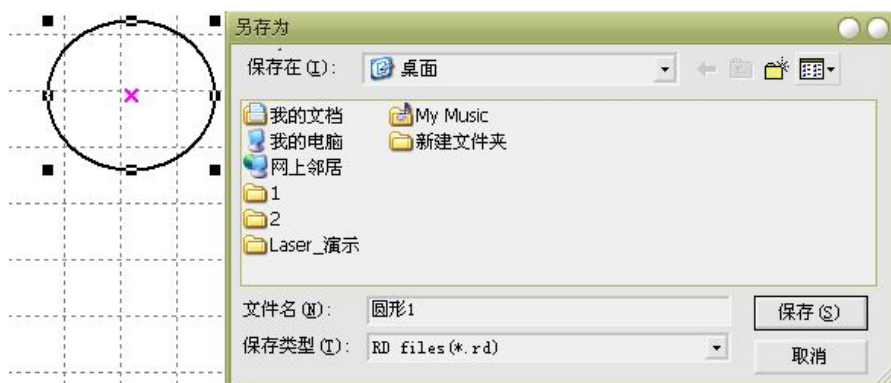 另存为
保存在(I):
桌面
我的文档
My Music
我的电脑
新建文件夹
网上邻居
1
2
Laser_演示
文件名(N):
圆形1
保存(S)
保存类型(T):
RD files(*.rd)
取消